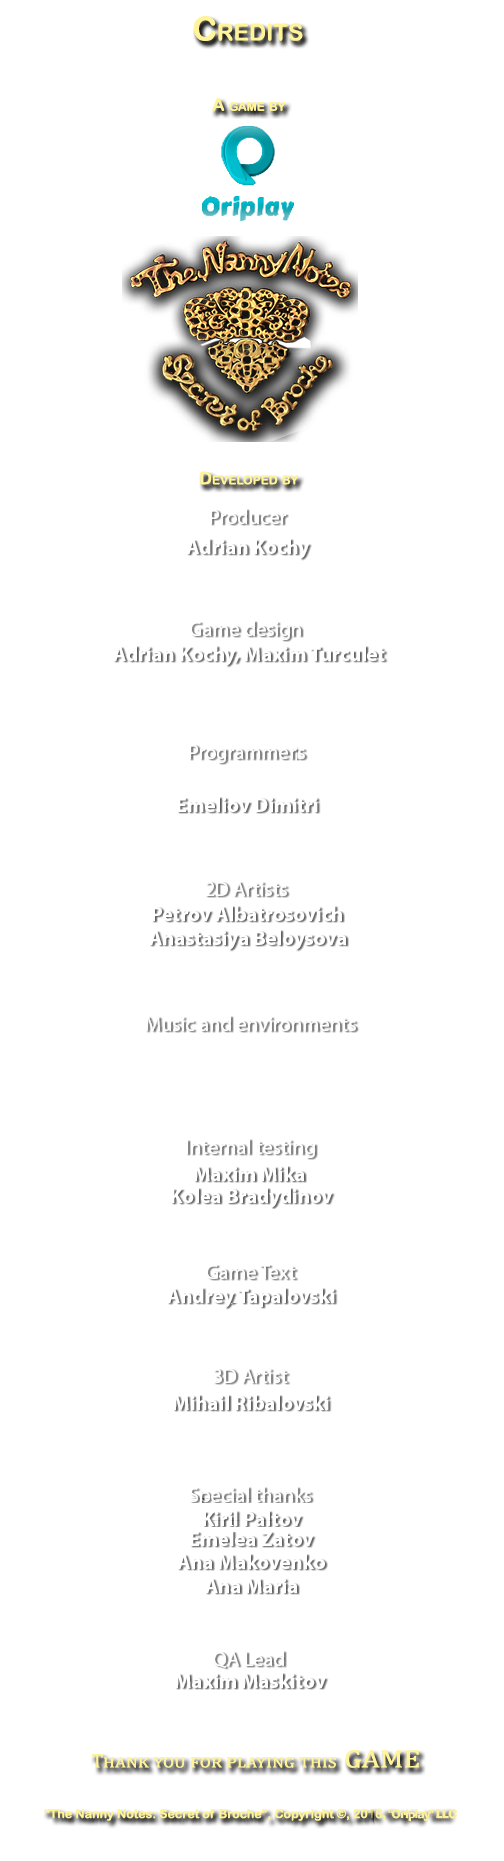 Credits
A game by
Oriplay
The Nanny Notes
Secret of Broche
Developed by
Producer
Adrian Kochy
Game design
Adrian Kochy, Maxim Turculet
Programmers
Emeliov Dimitri
2D Artists
Petrov Albatrosovich
Anastasiya Beloysova
Music and environments
Internal testing
Maxim Mika
Kolea Bradydinov
Game Text
Andrey Tapalovski
3D Artist
Mihail Ribalovski
Special thanks
Kiril Paltov
Emelea Zatov
Ana Makovenko
Ana Maria
QA Lead
Maxim Maskitov
Thank you for playing this GAME
"The Nanny Notes. Secret of Broche", Copyright ©, "Oriplay" LLC